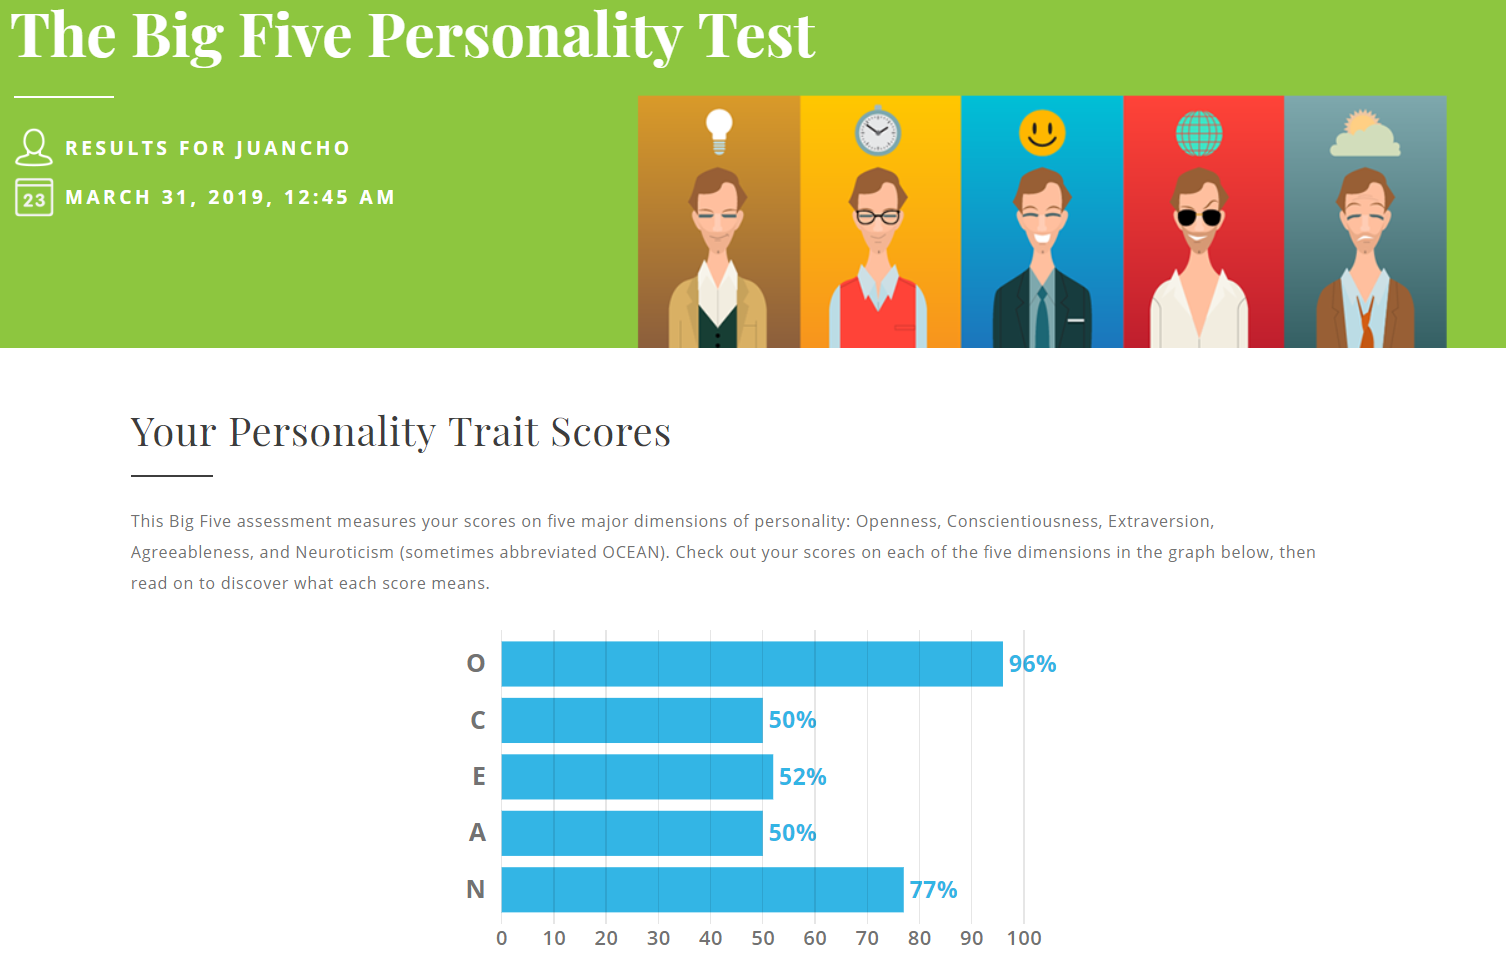 The Big Five Personality Test
RESULTS FOR JUANCHO
23
MARCH 31, 2019, 12:45 AM
Your Personality Trait Scores
This Big Five assessment measures your scores on five major dimensions of personality: Openness, Conscientiousness, Extraversion,
Agreeableness, and Neuroticism (sometimes abbreviated OCEAN). Check out your scores on each of the five dimensions in the graph below, then
read on to discover what each score means.
O 96%
C 50%
E 52%
A 50%
N 77%
0 10 20 30 40 50 60 70 80 90 100